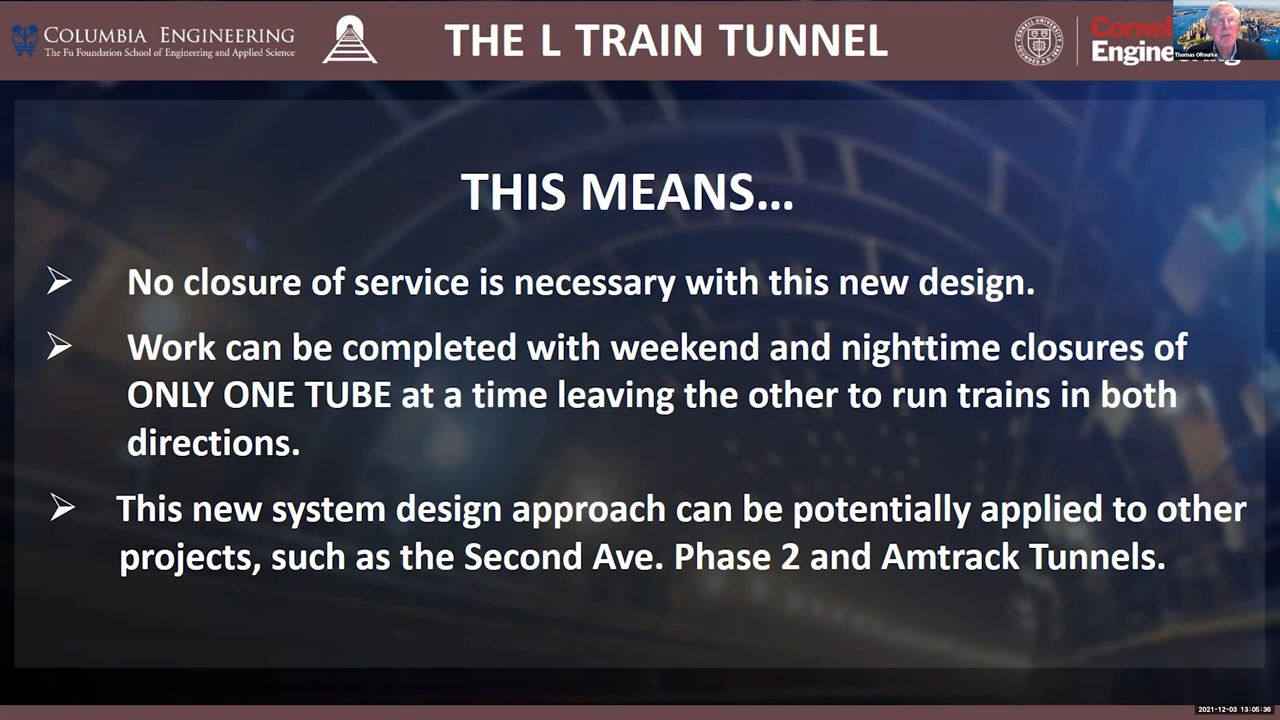 COLUMBIA ENGINEERING
The Fu Foundation School of Engineering and Applied Science
THE L TRAIN TUNNEL
Cornel
Engineering
Thomas ORourke
THIS MEANS...
➢ No closure of service is necessary with this new design.
➢ Work can be completed with weekend and nighttime closures of
ONLY ONE TUBE at a time leaving the other to run trains in both
directions.
➢ This new system design approach can be potentially applied to other
projects, such as the Second Ave. Phase 2 and Amtrack Tunnels.
2021-12-03 13:05:36